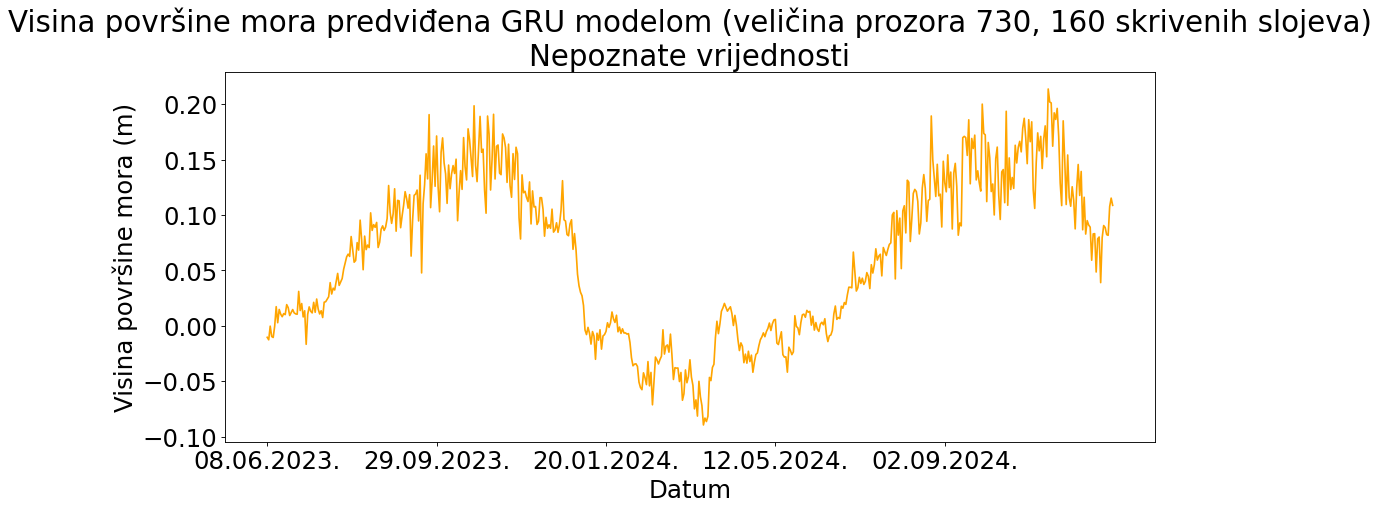 Visina površine mora predviđena GRU modelom (veličina prozora 730, 160 skrivenih slojeva)
Nepoznate vrijednosti
Visina površine mora (m)
0.20
0.15
0.10
0.05
0.00
−0.05
−0.10
08.06.2023. 29.09.2023. 20.01.2024. 12.05.2024. 02.09.2024.
Datum